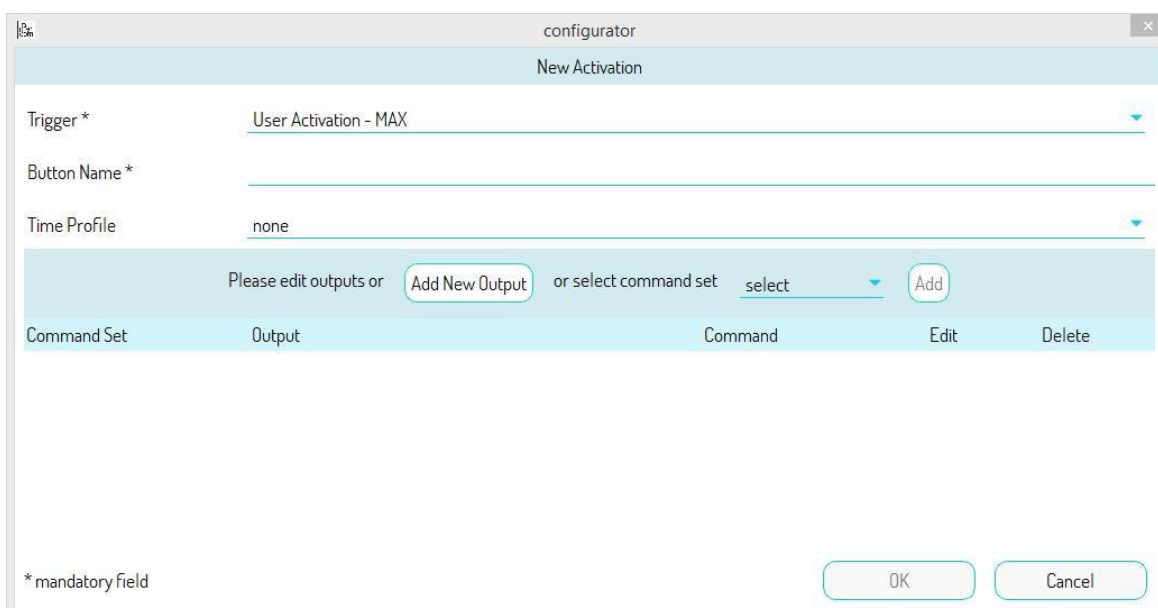 configurator
New Activation
Trigger * User Activation - MAX
Button Name *
Time Profile none
Please edit outputs or Add New Output or select command set select Add
Command Set Output Command Edit Delete
* mandatory field OK Cancel